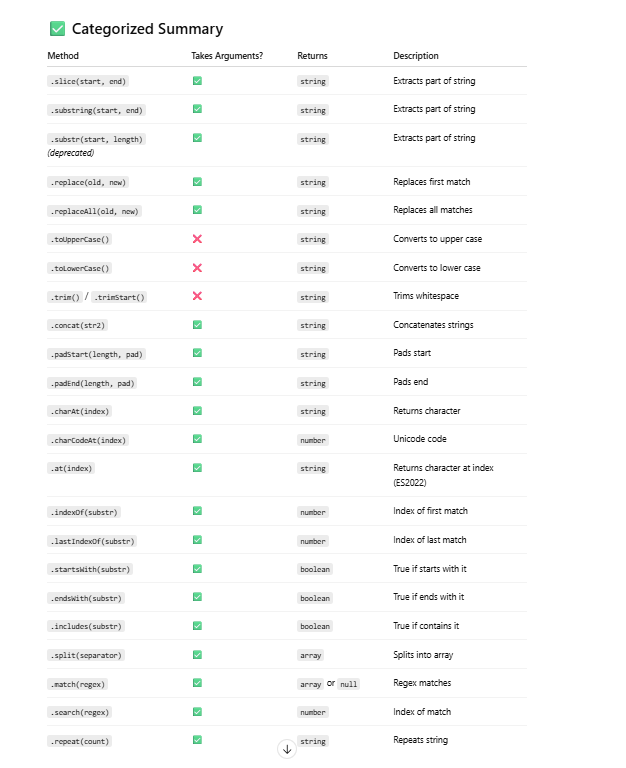 ✅ Categorized Summary
Method Takes Arguments? Returns Description
.slice(start, end) ✅ string Extracts part of string
.substring(start, end) ✅ string Extracts part of string
.substr(start, length) ✅ string Extracts part of string
(deprecated)
.replace(old, new) ✅ string Replaces first match
.replaceAll(old, new) ✅ string Replaces all matches
.toUpperCase() ❌ string Converts to upper case
.toLowerCase() ❌ string Converts to lower case
.trim() / .trimStart() ❌ string Trims whitespace
.concat(str2) ✅ string Concatenates strings
.padStart(length, pad) ✅ string Pads start
.padEnd(length, pad) ✅ string Pads end
.charAt(index) ✅ string Returns character
.charCodeAt(index) ✅ number Unicode code
.at(index) ✅ string Returns character at index
(ES2022)
.indexOf(substr) ✅ number Index of first match
.lastIndexOf(substr) ✅ number Index of last match
.startsWith(substr) ✅ boolean True if starts with it
.endsWith(substr) ✅ boolean True if ends with it
.includes(substr) ✅ boolean True if contains it
.split(separator) ✅ array Splits into array
.match(regex) ✅ array or null Regex matches
.search(regex) ✅ number Index of match
.repeat(count) ✅ string Repeats string